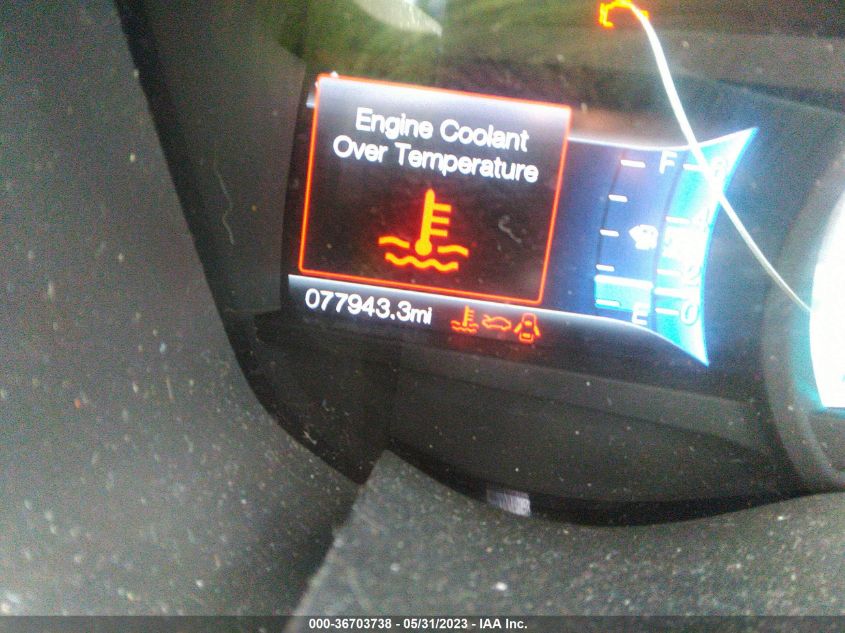 F
Engine Coolant
Over Temperature
E
077943.3mi
000-36703738 - 05/31/2023 - IAA Inc.